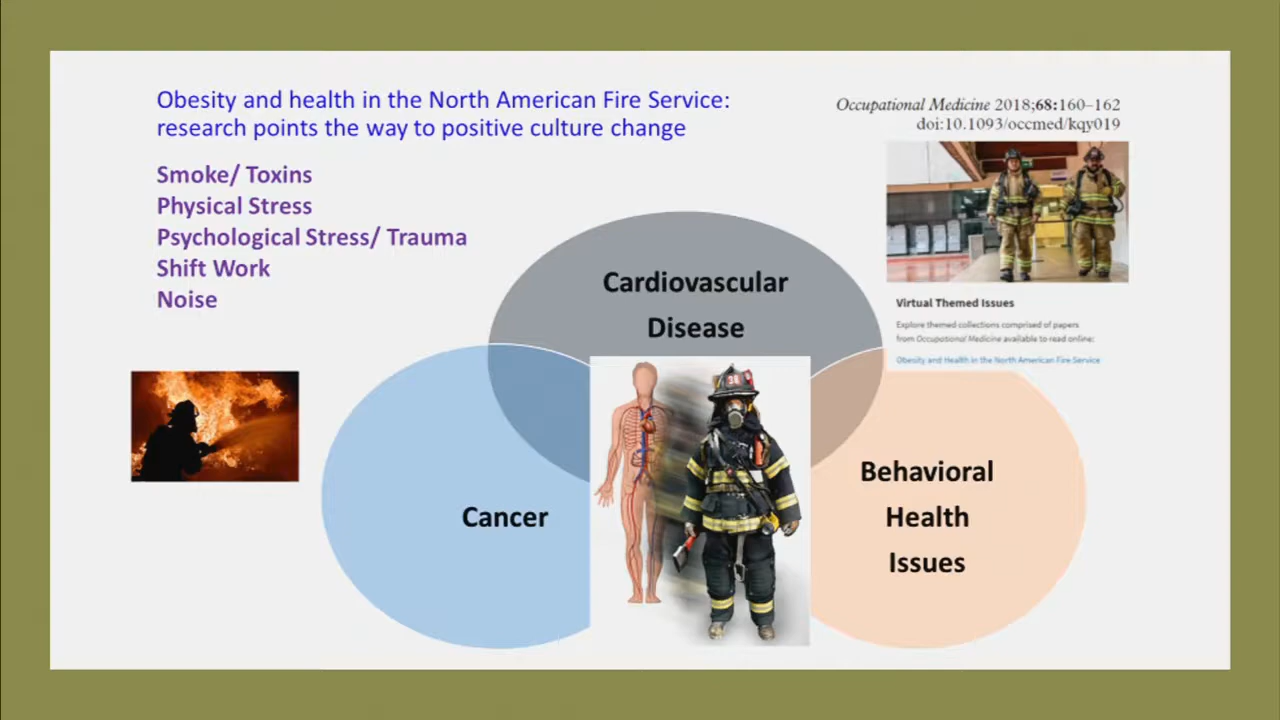 Obesity and health in the North American Fire Service:
research points the way to positive culture change
Occupational Medicine 2018;68:160–162
doi:10.1093/occmed/kqy019
Smoke/ Toxins
Physical Stress
Psychological Stress/ Trauma
Shift Work
Noise
Virtual Themed Issues
Explore themed collections comprised of papers
from Occupational Medicine available to read online:
Obesity and Health in the North American Fire Service
Cardiovascular
Disease
Cancer
Behavioral
Health
Issues